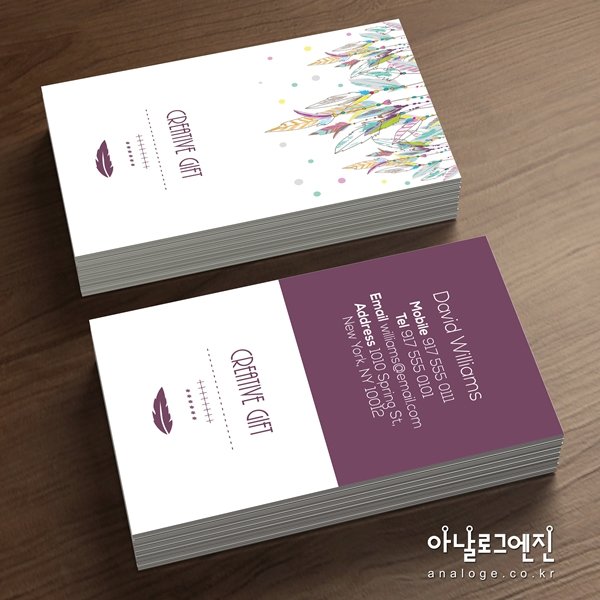 CREATIVE GIFT
CREATIVE GIFT
David Williams
Mobile 917 555 0111
Tel 917 555 0101
Email williams@email.com
Address 1010 Spring St,
New York, NY 10012
아날로그엔진
analoge.co.kr